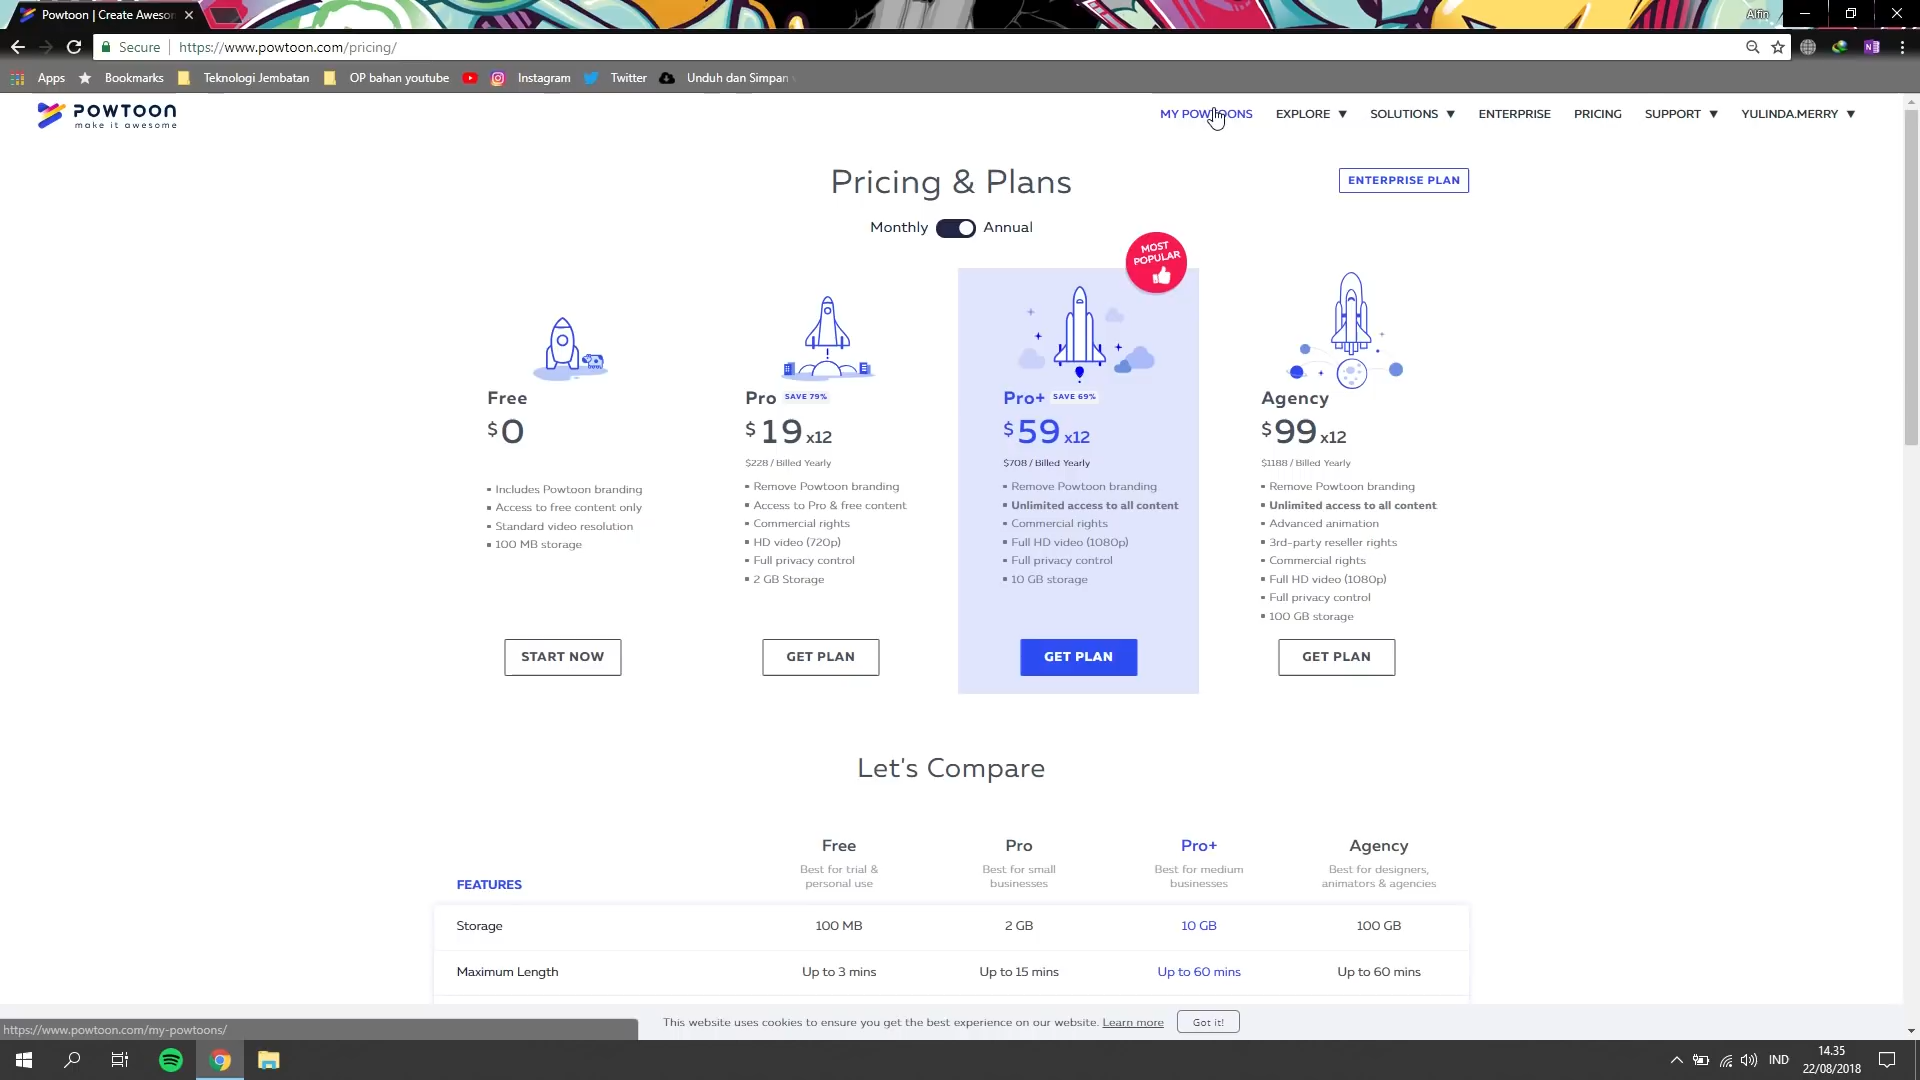 Powtoon | Create Aweson
Alfin
Secure
https://www.powtoon.com/pricing/
Apps
Bookmarks
Teknologi Jembatan
OP bahan youtube
Instagram
Twitter
Unduh dan Simpan
POWTOON
make it awesome
MY POWTOONS
EXPLORE ▼
SOLUTIONS ▼
ENTERPRISE
PRICING
SUPPORT ▼
YULINDA.MERRY ▼
Pricing & Plans
ENTERPRISE PLAN
Monthly
Annual
MOST
POPULAR
Free
$0
▪ Includes Powtoon branding
▪ Access to free content only
▪ Standard video resolution
▪ 100 MB storage
START NOW
Pro SAVE 79%
$19 x12
$228 / Billed Yearly
▪ Remove Powtoon branding
▪ Access to Pro & free content
▪ Commercial rights
▪ HD video (720p)
▪ Full privacy control
▪ 2 GB Storage
GET PLAN
Pro+ SAVE 69%
$59 x12
$708 / Billed Yearly
▪ Remove Powtoon branding
▪ Unlimited access to all content
▪ Commercial rights
▪ Full HD video (1080p)
▪ Full privacy control
▪ 10 GB storage
GET PLAN
Agency
$99 x12
$1188 / Billed Yearly
▪ Remove Powtoon branding
▪ Unlimited access to all content
▪ Advanced animation
▪ 3rd-party reseller rights
▪ Commercial rights
▪ Full HD video (1080p)
▪ Full privacy control
▪ 100 GB storage
GET PLAN
Let's Compare
FEATURES
Free
Best for trial &
personal use
Pro
Best for small
businesses
Pro+
Best for medium
businesses
Agency
Best for designers,
animators & agencies
Storage 100 MB 2 GB 10 GB 100 GB
Maximum Length Up to 3 mins Up to 15 mins Up to 60 mins Up to 60 mins
This website uses cookies to ensure you get the best experience on our website. Learn more
Got it!
https://www.powtoon.com/my-powtoons/
IND
14.35
22/08/2018